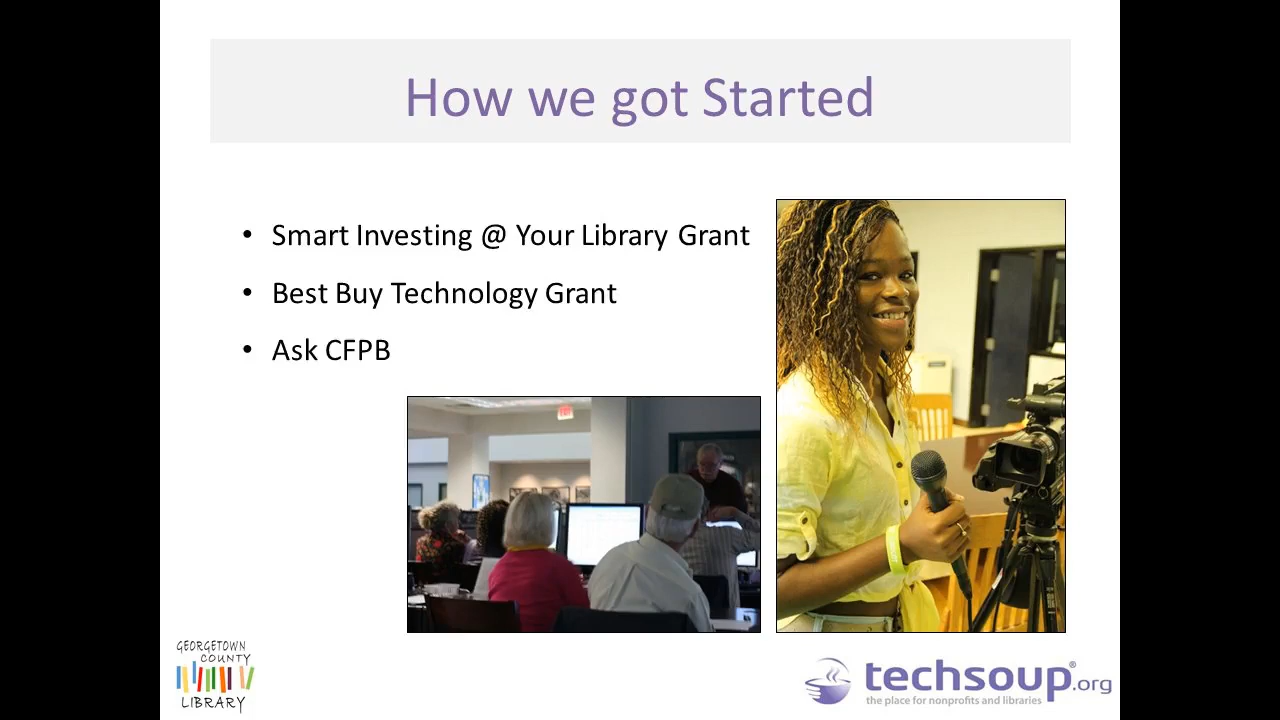 How we got Started
• Smart Investing @ Your Library Grant
• Best Buy Technology Grant
• Ask CFPB
EXIT
GEORGETOWN
COUNTY
LIBRARY
techsoup®.org
the place for nonprofits and libraries